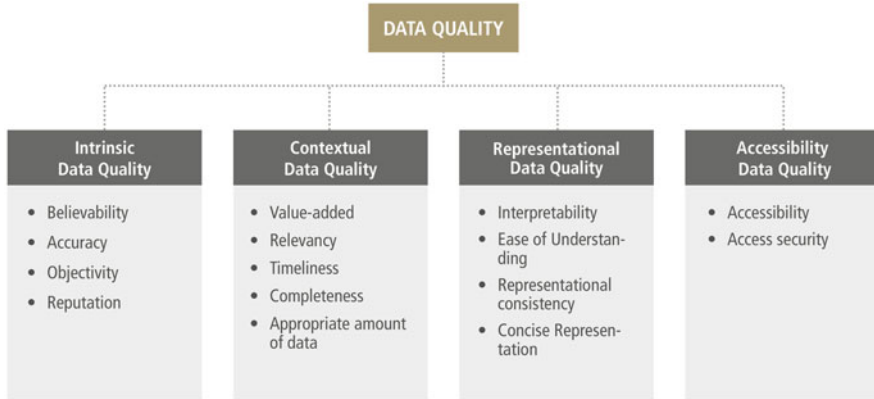 DATA QUALITY
Intrinsic
Data Quality
• Believability
• Accuracy
• Objectivity
• Reputation
Contextual
Data Quality
• Value-added
• Relevancy
• Timeliness
• Completeness
• Appropriate amount
of data
Representational
Data Quality
• Interpretability
• Ease of Understan-
ding
• Representational
consistency
• Concise Represen-
tation
Accessibility
Data Quality
• Accessibility
• Access security